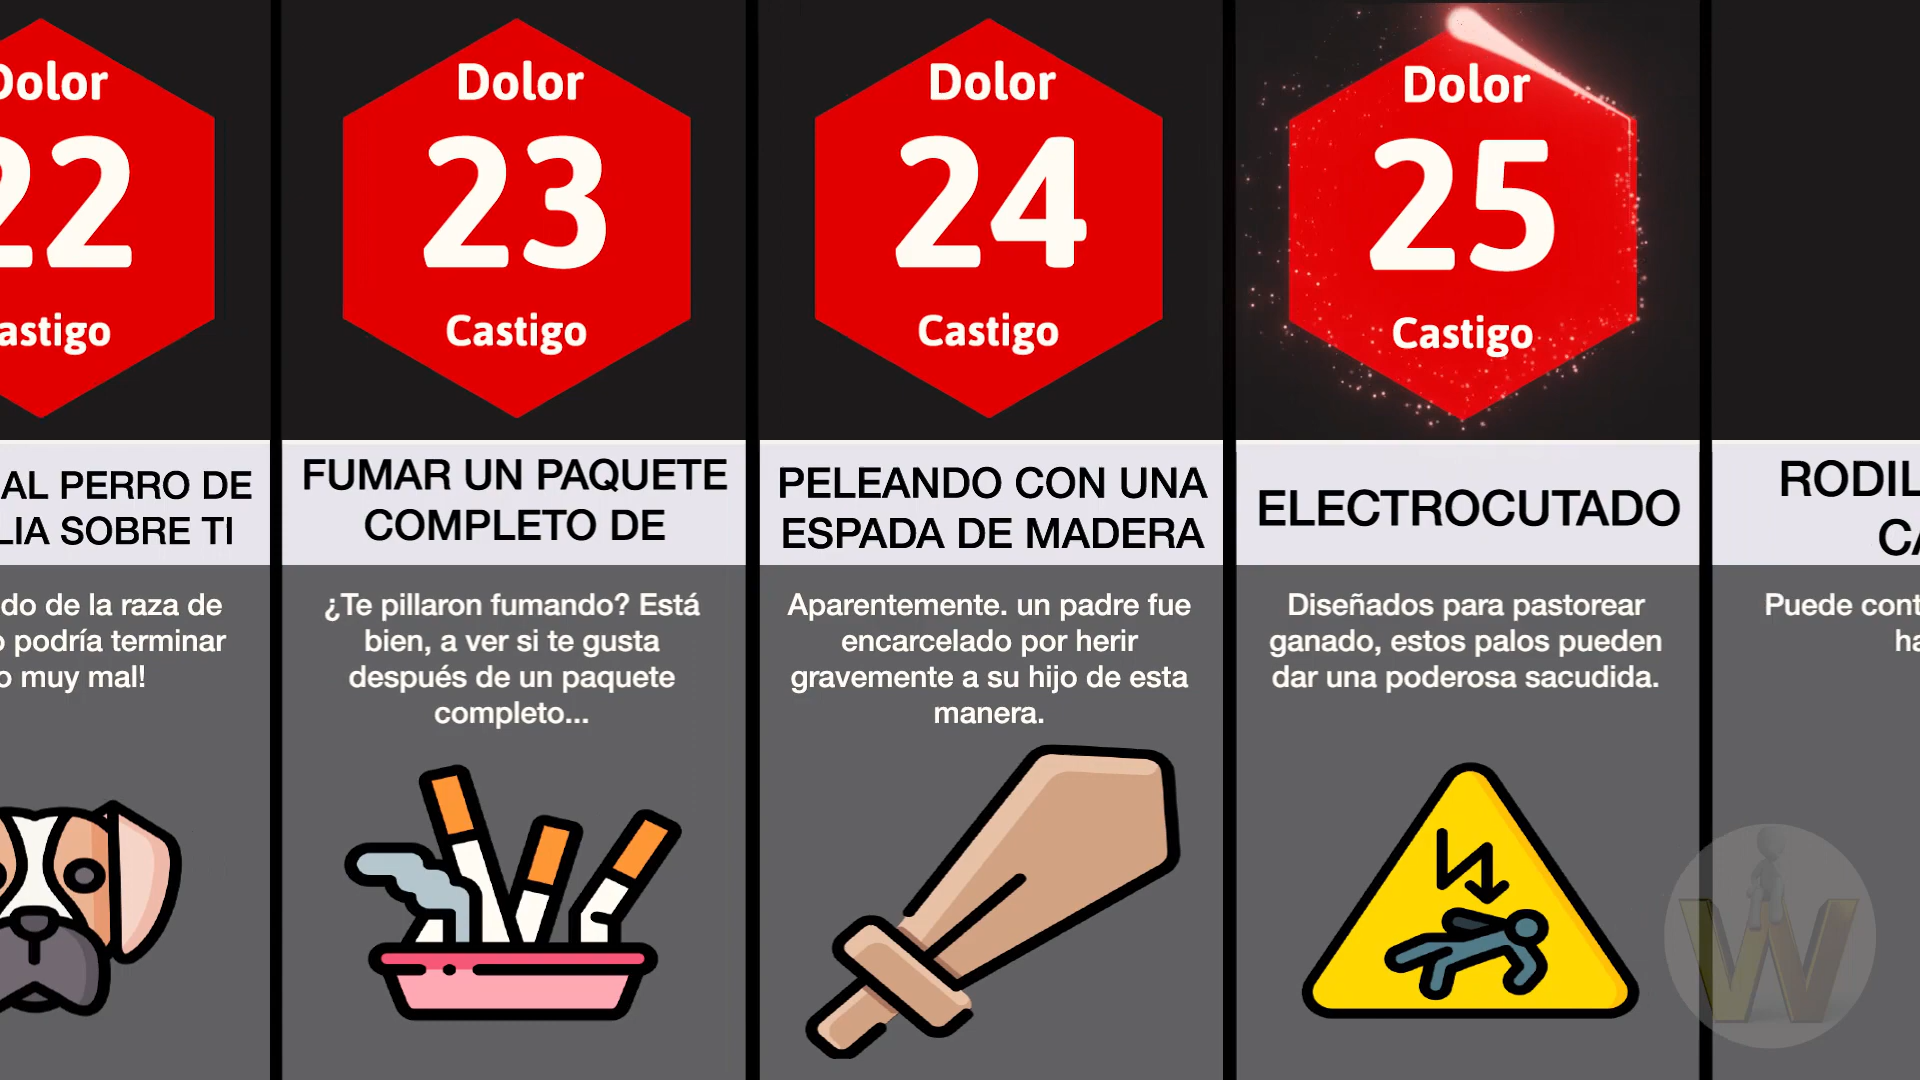 Dolor
22
astigo
AL PERRO DE
LIA SOBRE TI
do de la raza de
podría terminar
o muy mal!
Dolor
23
Castigo
FUMAR UN PAQUETE
COMPLETO DE
¿Te pillaron fumando? Está
bien, a ver si te gusta
después de un paquete
completo...
Dolor
24
Castigo
PELEANDO CON UNA
ESPADA DE MADERA
Aparentemente. un padre fue
encarcelado por herir
gravemente a su hijo de esta
manera.
Dolor
25
Castigo
ELECTROCUTADO
Diseñados para pastorear
ganado, estos palos pueden
dar una poderosa sacudida.
RODIL
CA
Puede cont
ha
W